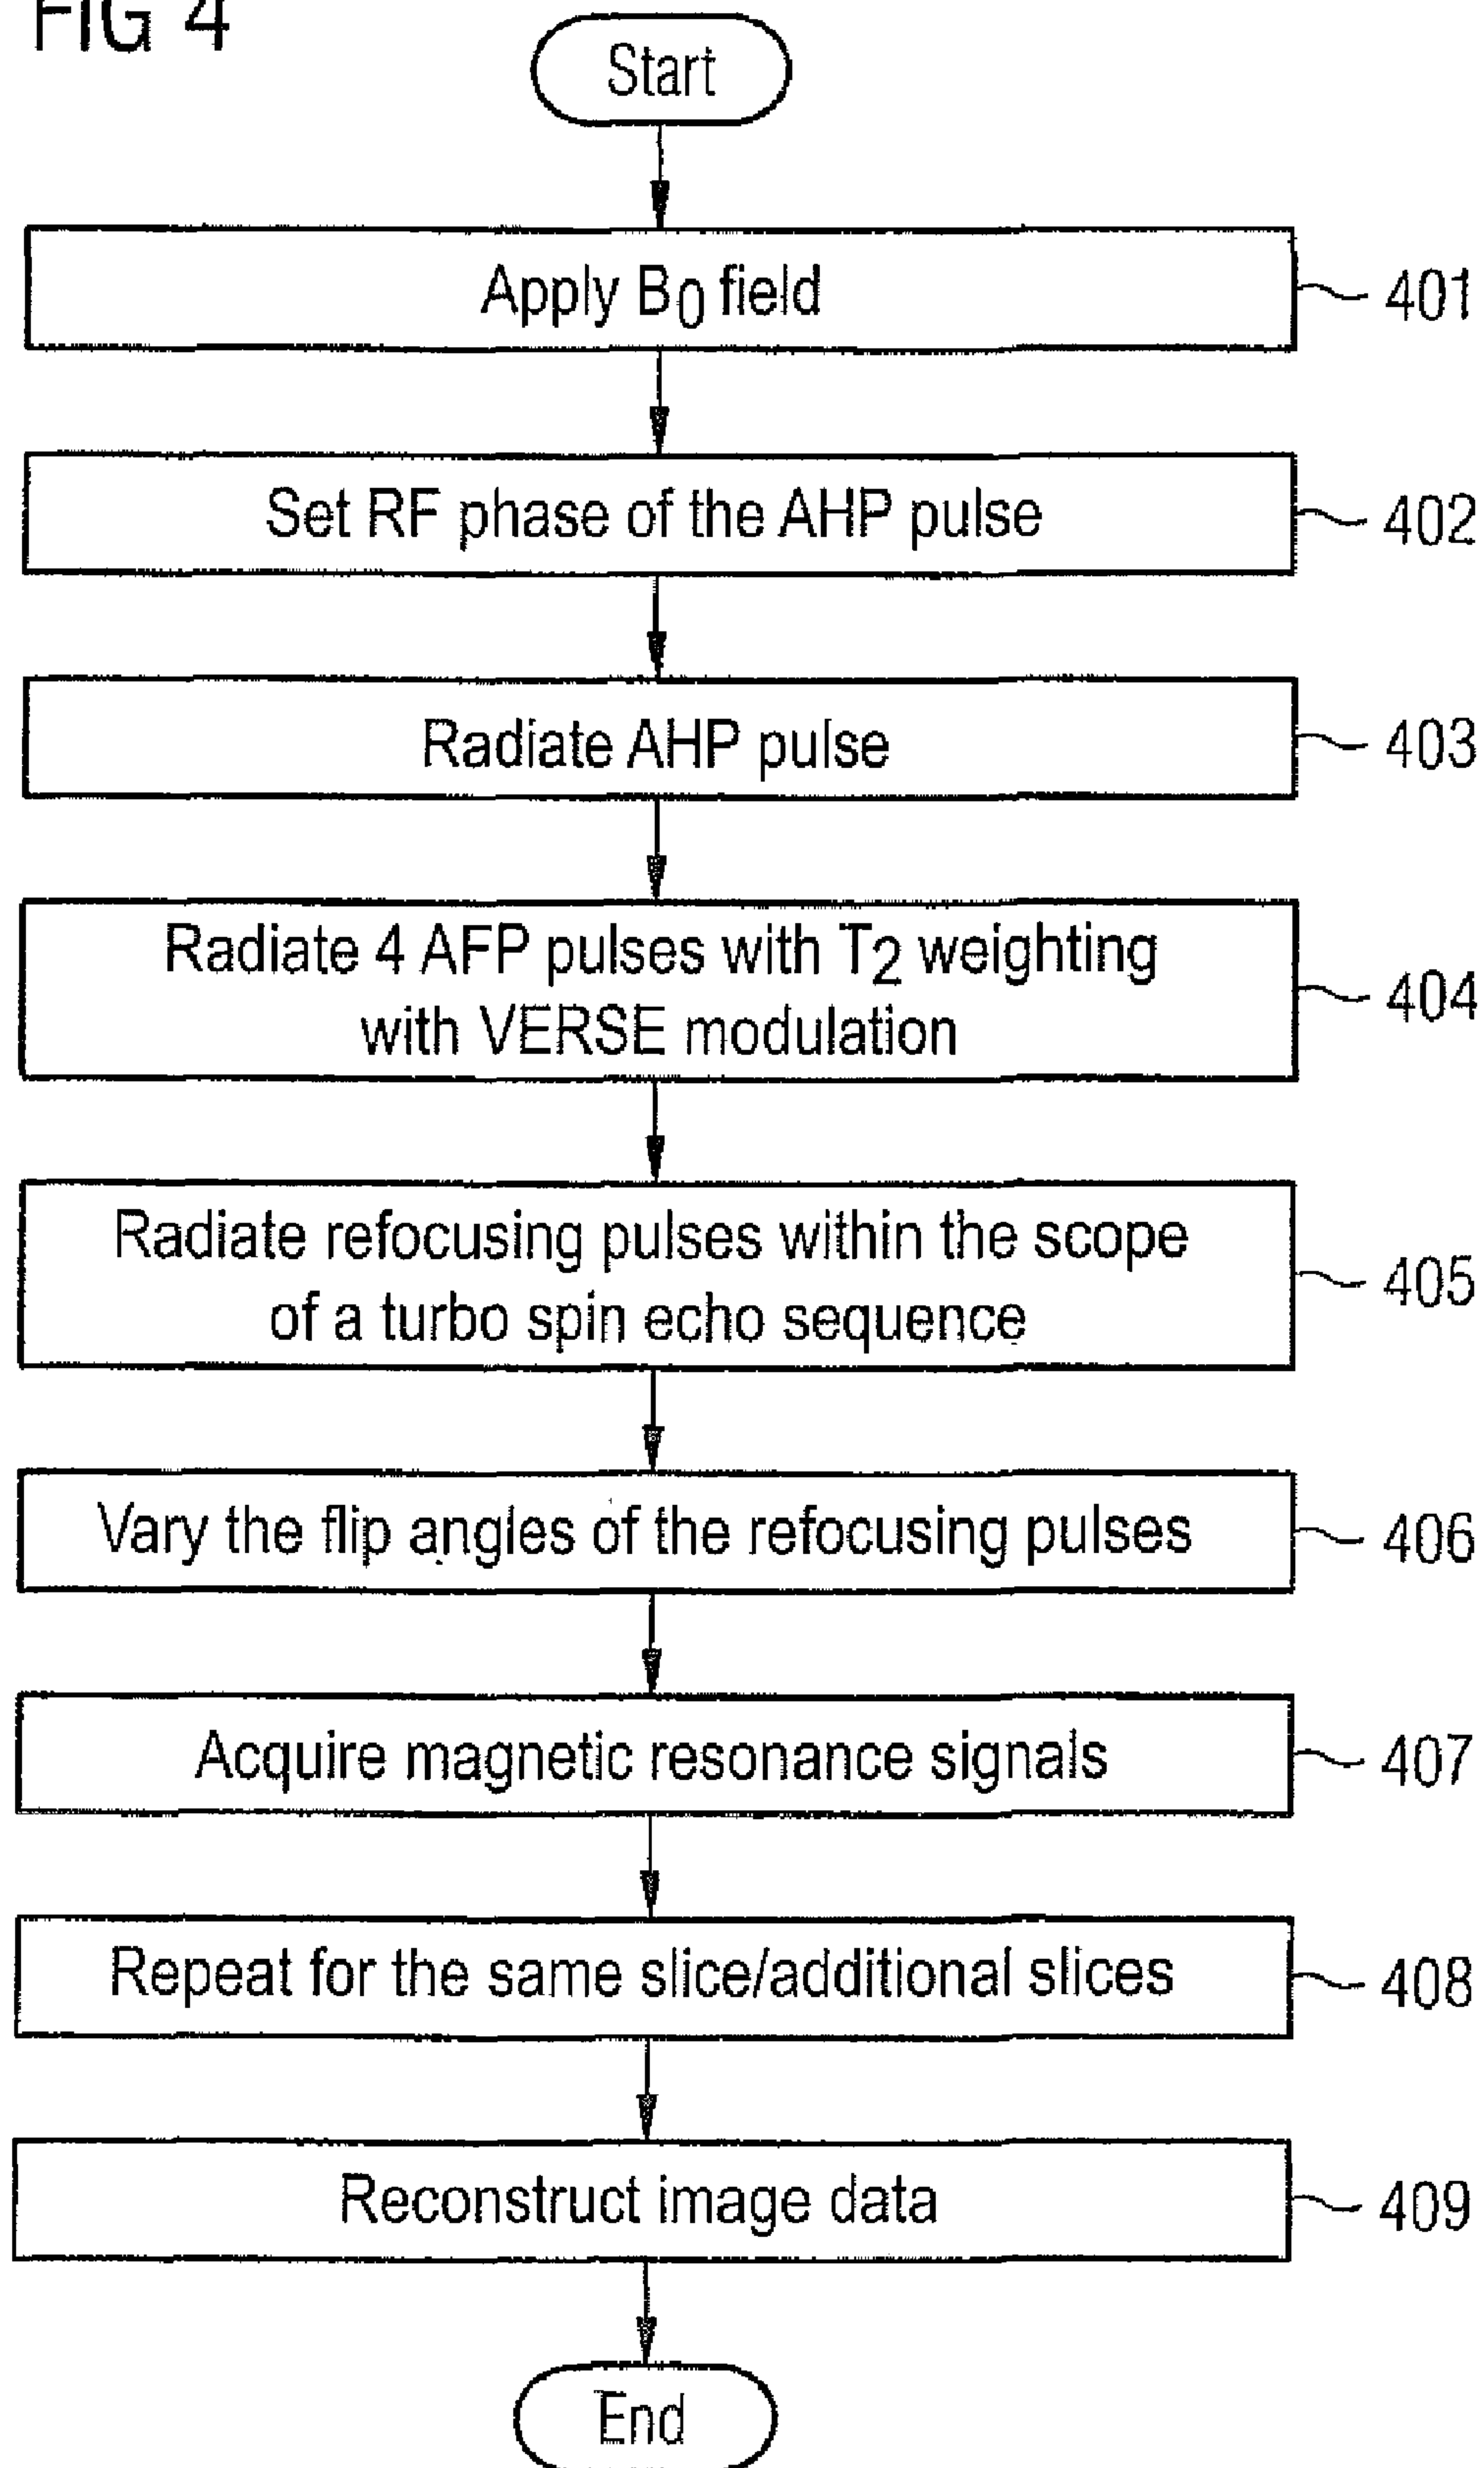 FIG 4
Start
Apply B0 field
401
Set RF phase of the AHP pulse
402
Radiate AHP pulse
403
Radiate 4 AFP pulses with T2 weighting
with VERSE modulation
404
Radiate refocusing pulses within the scope
of a turbo spin echo sequence
405
Vary the flip angles of the refocusing pulses
406
Acquire magnetic resonance signals
407
Repeat for the same slice/additional slices
408
Reconstruct image data
409
End